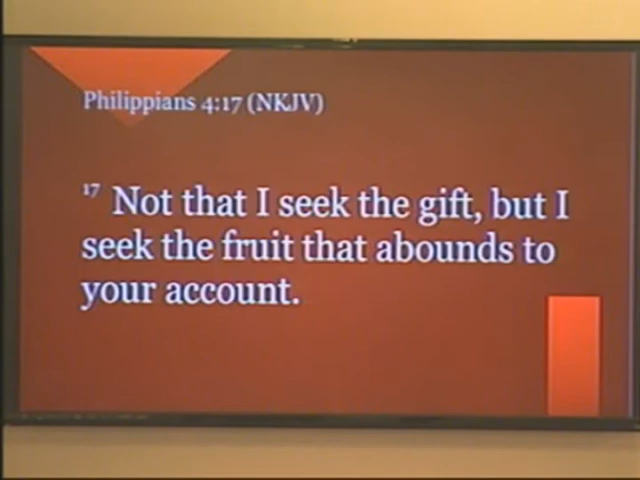 Philippians 4:17 (NKJV)
17 Not that I seek the gift, but I
seek the fruit that abounds to
your account.